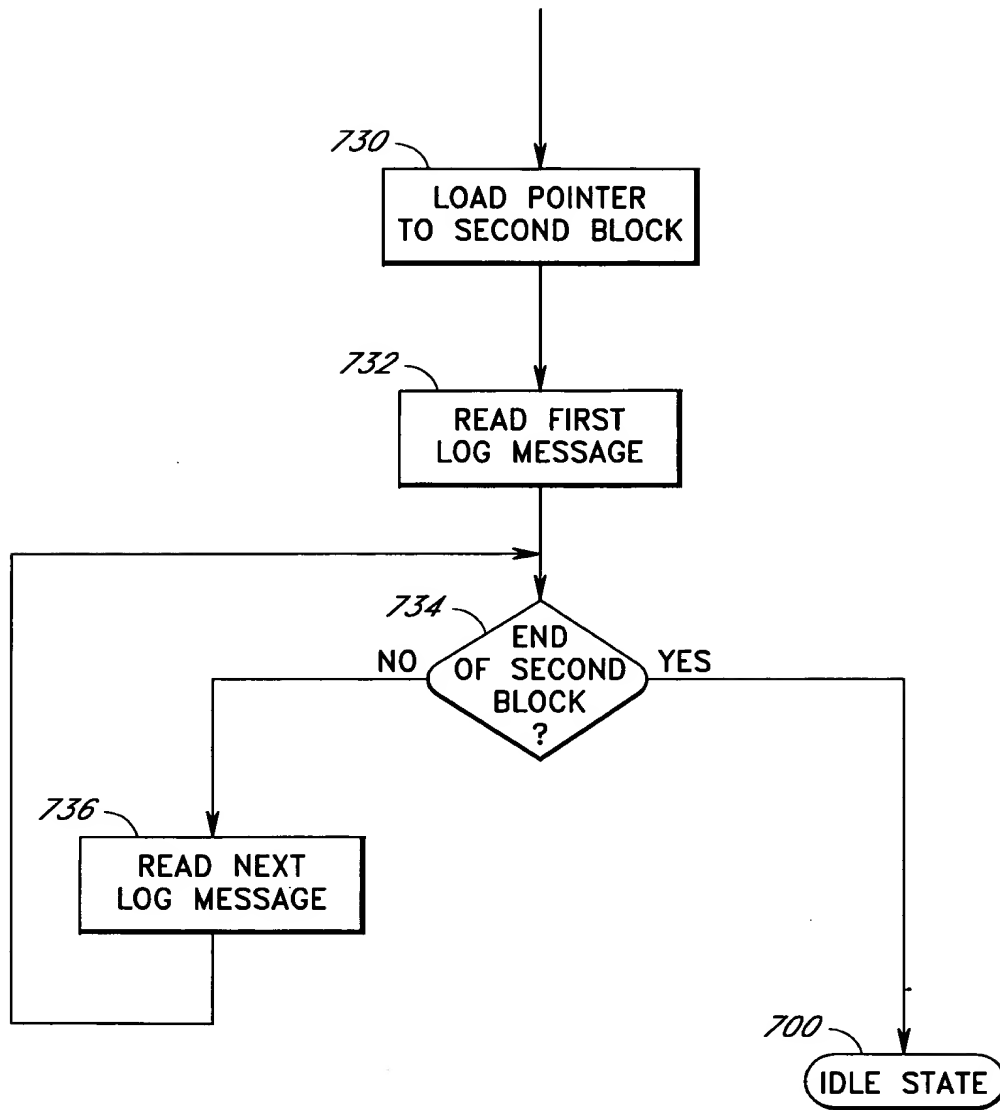 730
LOAD POINTER
TO SECOND BLOCK
732
READ FIRST
LOG MESSAGE
734
END
OF SECOND
BLOCK
?
NO
YES
736
READ NEXT
LOG MESSAGE
700
IDLE STATE